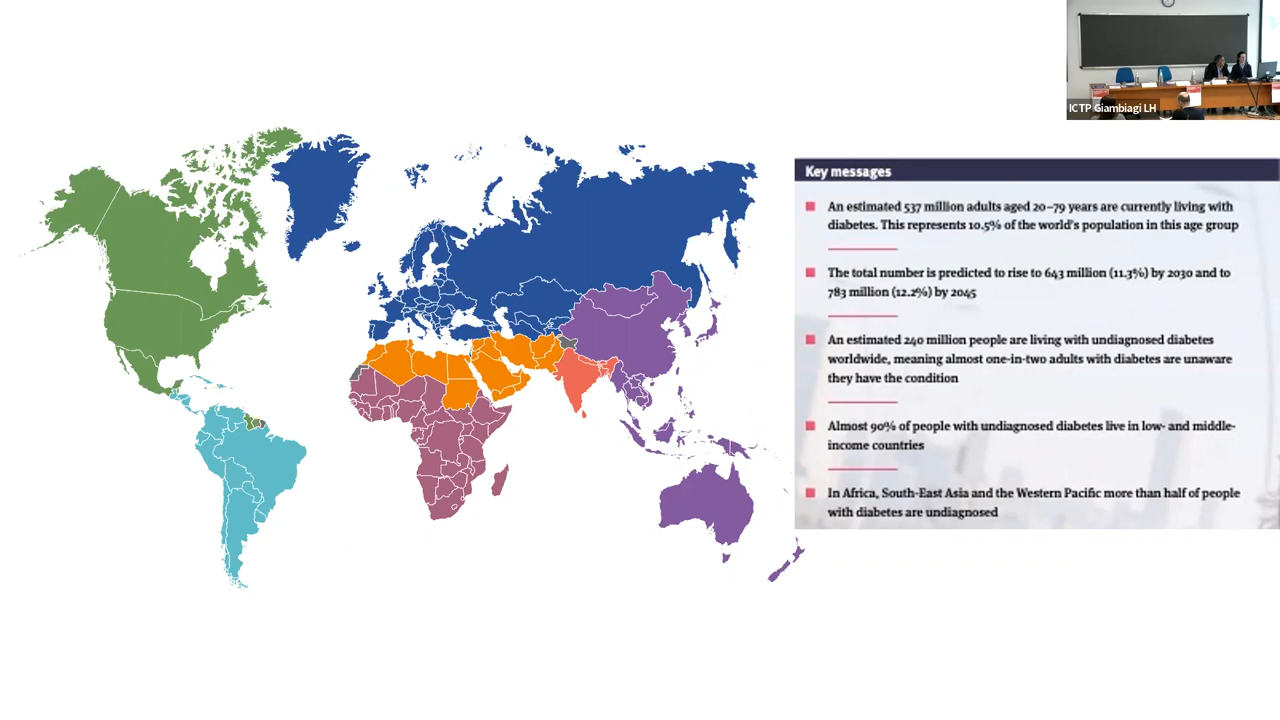 ICTP Giambiagi LH
Key messages
An estimated 537 million adults aged 20–79 years are currently living with
diabetes. This represents 10.5% of the world's population in this age group
The total number is predicted to rise to 643 million (11.3%) by 2030 and to
783 million (12.2%) by 2045
An estimated 240 million people are living with undiagnosed diabetes
worldwide, meaning almost one-in-two adults with diabetes are unaware
they have the condition
Almost 90% of people with undiagnosed diabetes live in low- and middle-
income countries
In Africa, South-East Asia and the Western Pacific more than half of people
with diabetes are undiagnosed